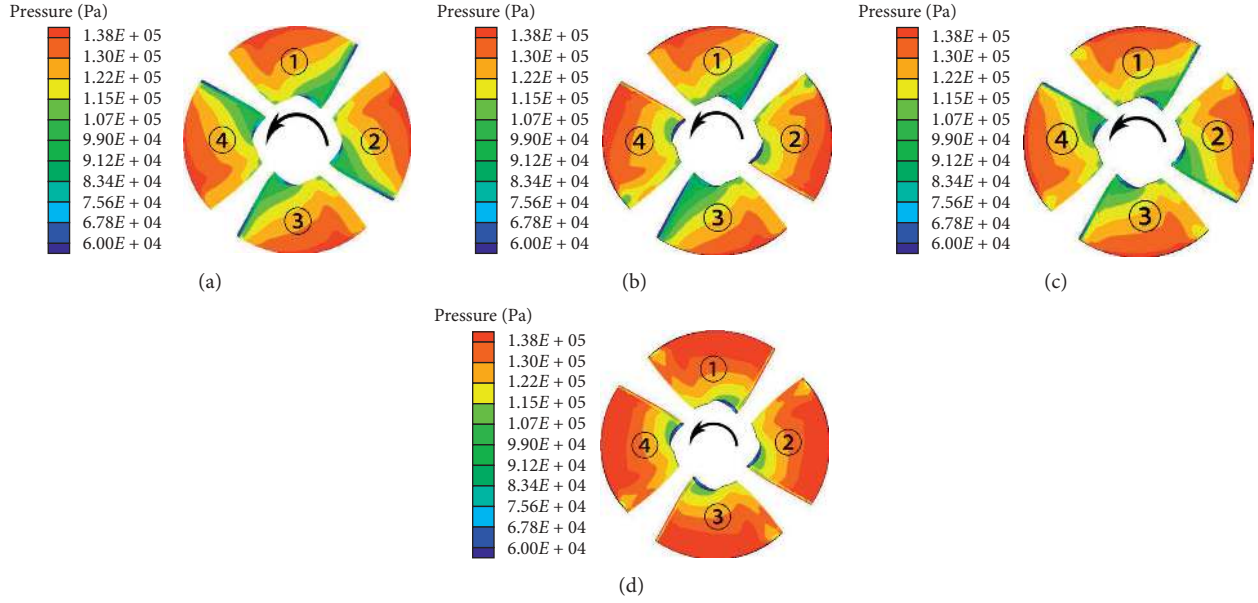 Pressure (Pa)
1.38E + 05
1.30E + 05
1.22E + 05
1.15E + 05
1.07E + 05
9.90E + 04
9.12E + 04
8.34E + 04
7.56E + 04
6.78E + 04
6.00E + 04
1
2
3
4
(a)
Pressure (Pa)
1.38E + 05
1.30E + 05
1.22E + 05
1.15E + 05
1.07E + 05
9.90E + 04
9.12E + 04
8.34E + 04
7.56E + 04
6.78E + 04
6.00E + 04
1
2
3
4
(b)
Pressure (Pa)
1.38E + 05
1.30E + 05
1.22E + 05
1.15E + 05
1.07E + 05
9.90E + 04
9.12E + 04
8.34E + 04
7.56E + 04
6.78E + 04
6.00E + 04
1
2
3
4
(c)
Pressure (Pa)
1.38E + 05
1.30E + 05
1.22E + 05
1.15E + 05
1.07E + 05
9.90E + 04
9.12E + 04
8.34E + 04
7.56E + 04
6.78E + 04
6.00E + 04
1
2
3
4
(d)